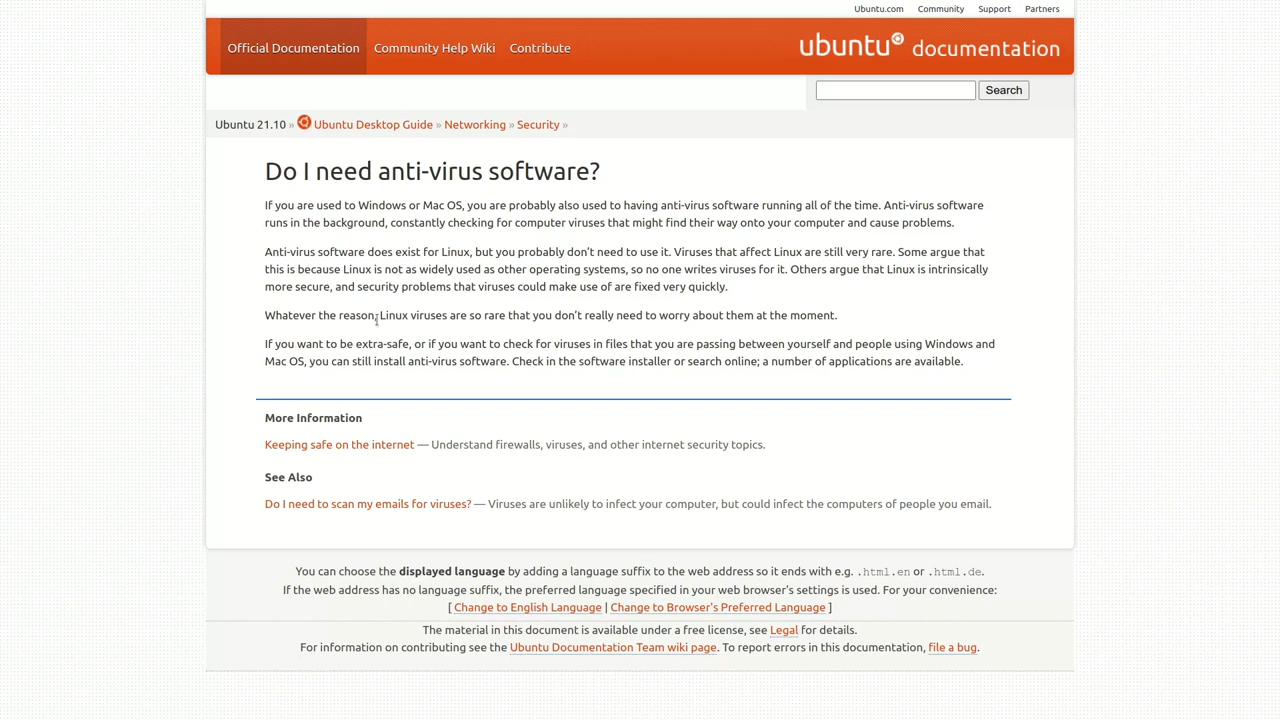 Ubuntu.com Community Support Partners
Official Documentation Community Help Wiki Contribute ubuntu documentation
Search
Ubuntu 21.10 » Ubuntu Desktop Guide » Networking » Security »
Do I need anti-virus software?
If you are used to Windows or Mac OS, you are probably also used to having anti-virus software running all of the time. Anti-virus software
runs in the background, constantly checking for computer viruses that might find their way onto your computer and cause problems.
Anti-virus software does exist for Linux, but you probably don't need to use it. Viruses that affect Linux are still very rare. Some argue that
this is because Linux is not as widely used as other operating systems, so no one writes viruses for it. Others argue that Linux is intrinsically
more secure, and security problems that viruses could make use of are fixed very quickly.
Whatever the reason, Linux viruses are so rare that you don't really need to worry about them at the moment.
If you want to be extra-safe, or if you want to check for viruses in files that you are passing between yourself and people using Windows and
Mac OS, you can still install anti-virus software. Check in the software installer or search online; a number of applications are available.
More Information
Keeping safe on the internet — Understand firewalls, viruses, and other internet security topics.
See Also
Do I need to scan my emails for viruses? — Viruses are unlikely to infect your computer, but could infect the computers of people you email.
You can choose the displayed language by adding a language suffix to the web address so it ends with e.g. .html.en or .html.de.
If the web address has no language suffix, the preferred language specified in your web browser's settings is used. For your convenience:
[ Change to English Language | Change to Browser's Preferred Language ]
The material in this document is available under a free license, see Legal for details.
For information on contributing see the Ubuntu Documentation Team wiki page. To report errors in this documentation, file a bug.